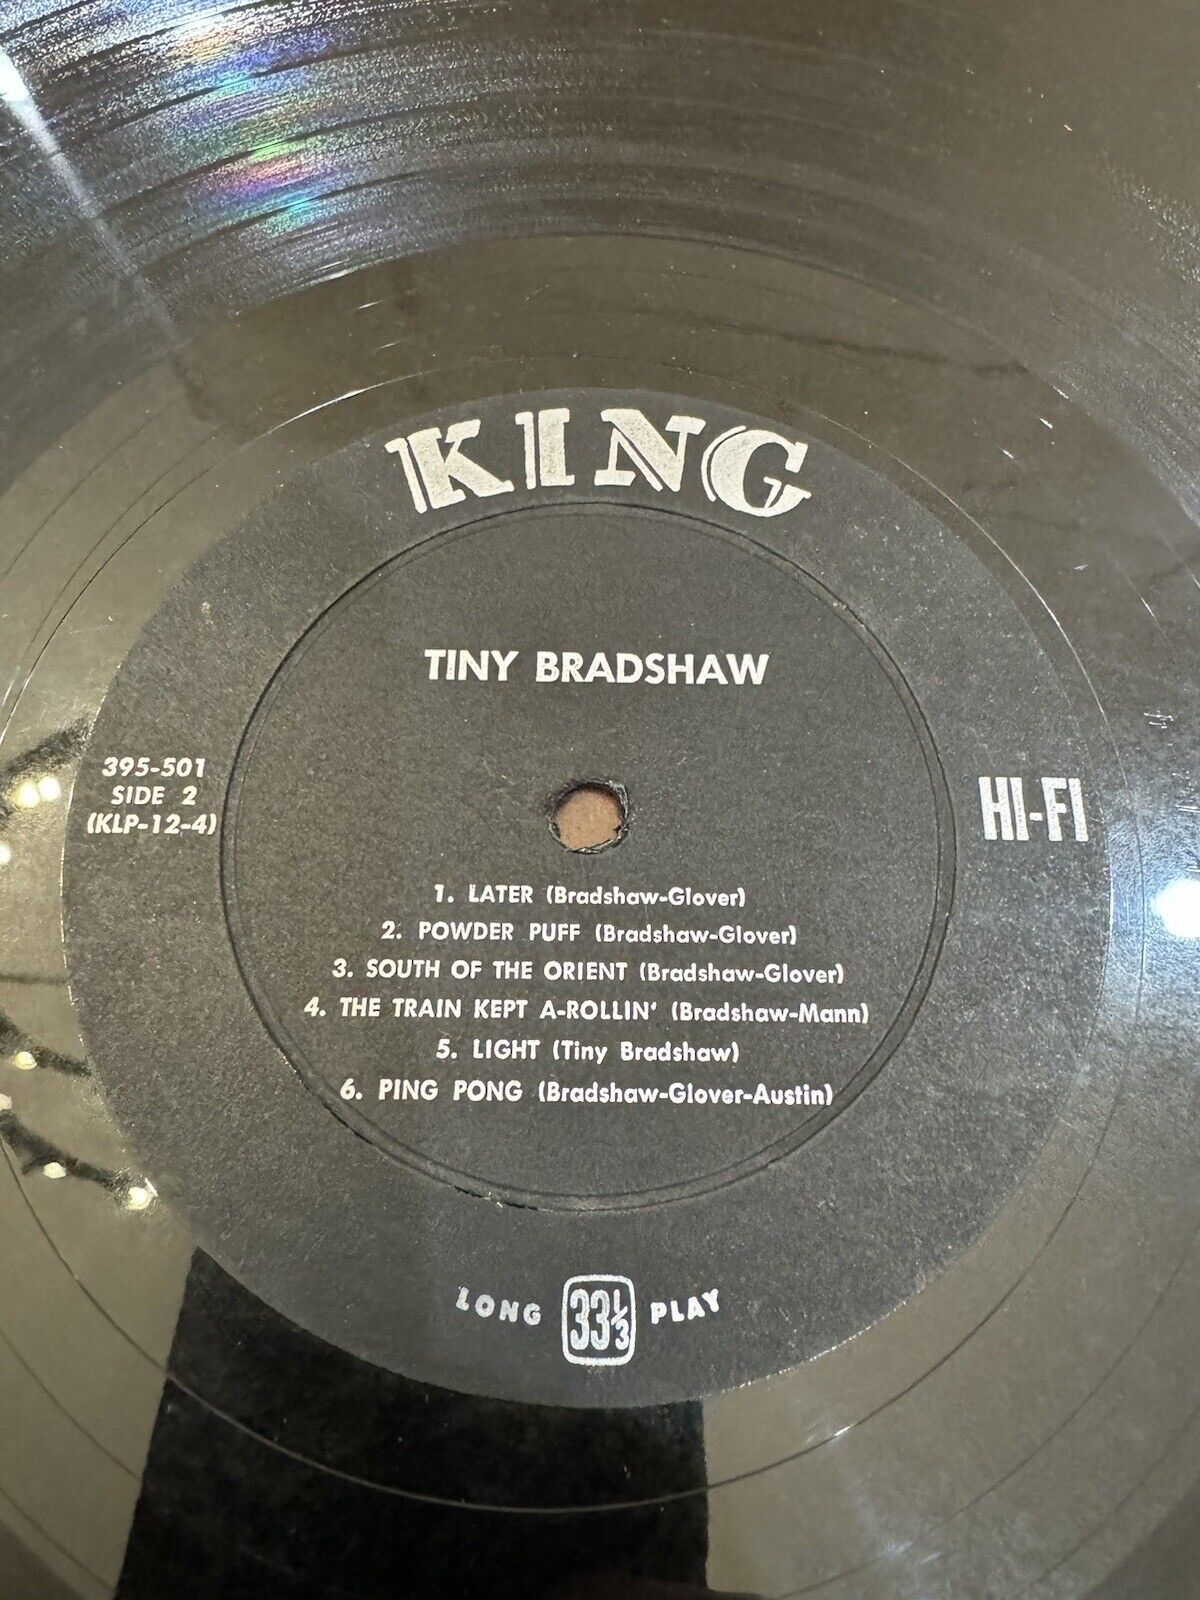 KING
TINY BRADSHAW
395-501
SIDE 2
(KLP-12-4)
HI-FI
1. LATER (Bradshaw-Glover)
2. POWDER PUFF (Bradshaw-Glover)
3. SOUTH OF THE ORIENT (Bradshaw-Glover)
4. THE TRAIN KEPT A-ROLLIN' (Bradshaw-Mann)
5. LIGHT (Tiny Bradshaw)
6. PING PONG (Bradshaw-Glover-Austin)
LONG 33 1/3 PLAY